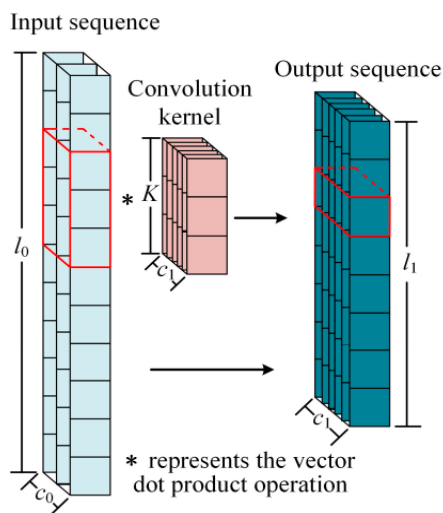 Input sequence
Convolution
kernel
Output sequence
* K
l₀
c₁
l₁
c₁
c₀
* represents the vector
dot product operation